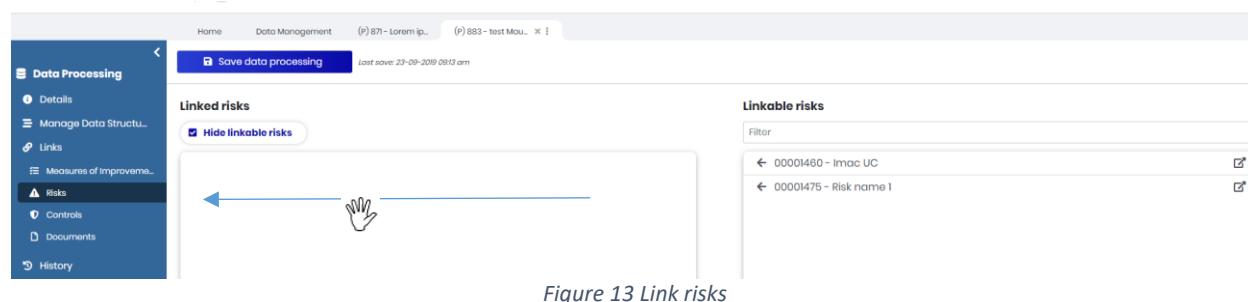 Home Data Management (P) 871 - Lorem ip... (P) 883 - test Mau...
Save data processing Last save: 23-09-2019 09:13 am
Data Processing
Details
Manage Data Structu...
Links
Measures of Improveme...
Risks
Controls
Documents
History
Linked risks
Hide linkable risks
Linkable risks
Filter
00001460 - Imac UC
00001475 - Risk name 1
Figure 13 Link risks